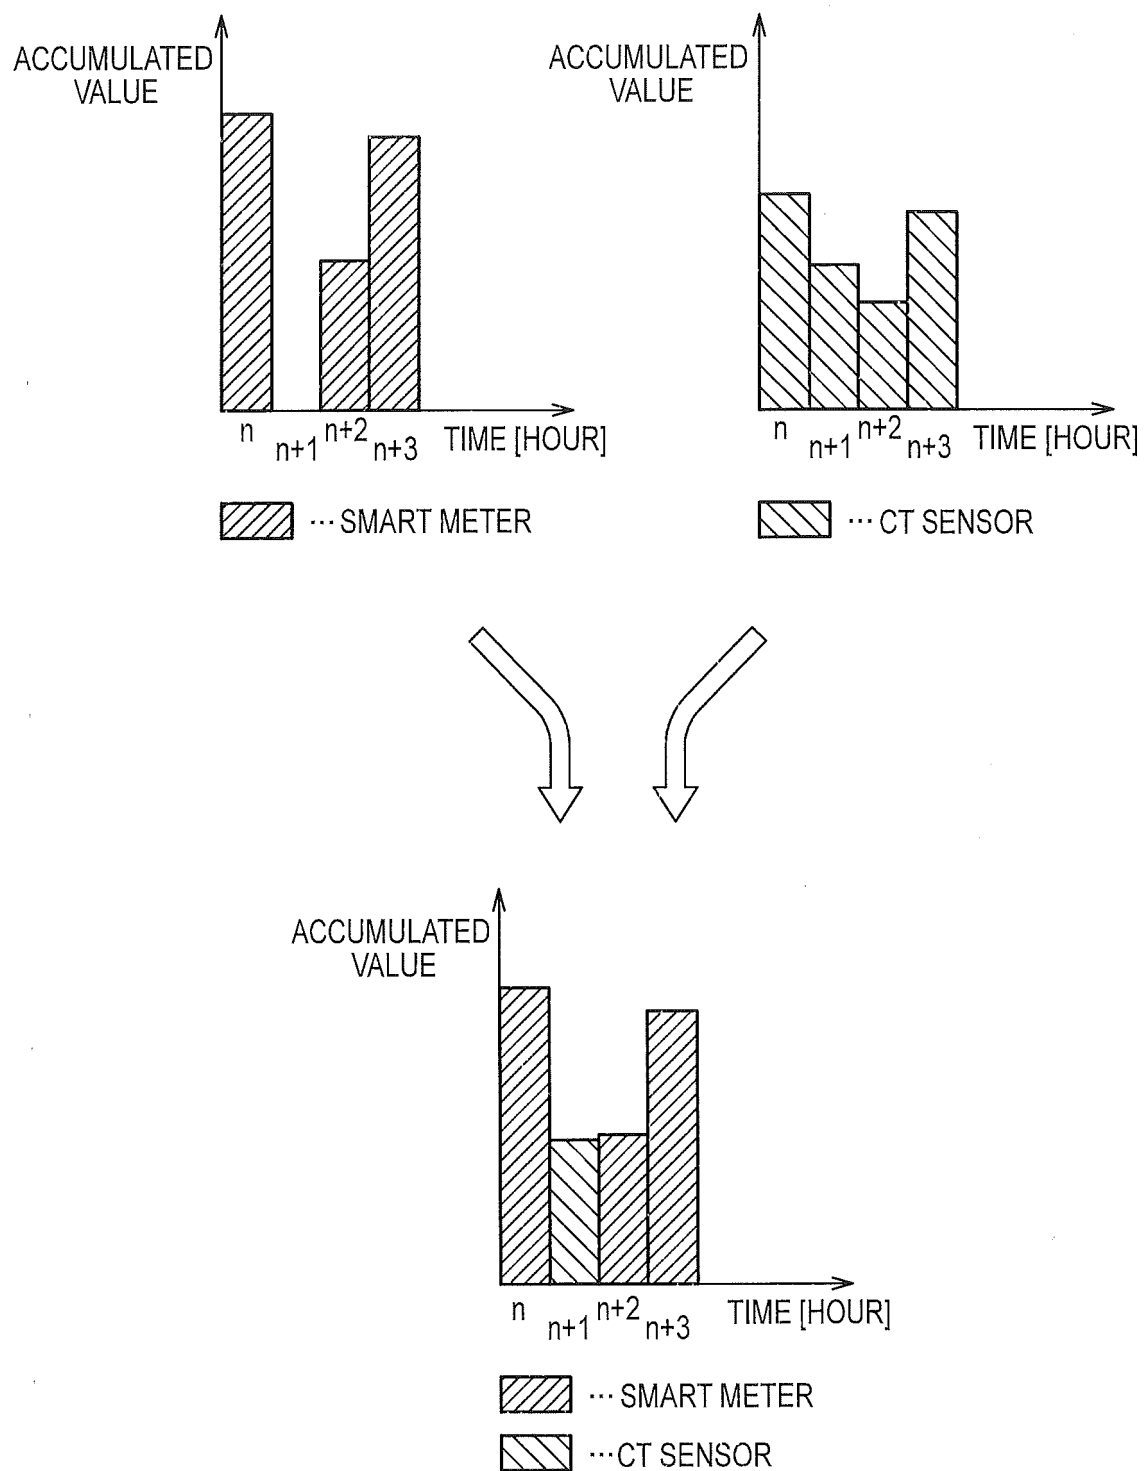 ACCUMULATED
VALUE
n
n+1
n+2
n+3
TIME [HOUR]
··· SMART METER
ACCUMULATED
VALUE
n
n+1
n+2
n+3
TIME [HOUR]
··· CT SENSOR
ACCUMULATED
VALUE
n
n+1
n+2
n+3
TIME [HOUR]
··· SMART METER
··· CT SENSOR